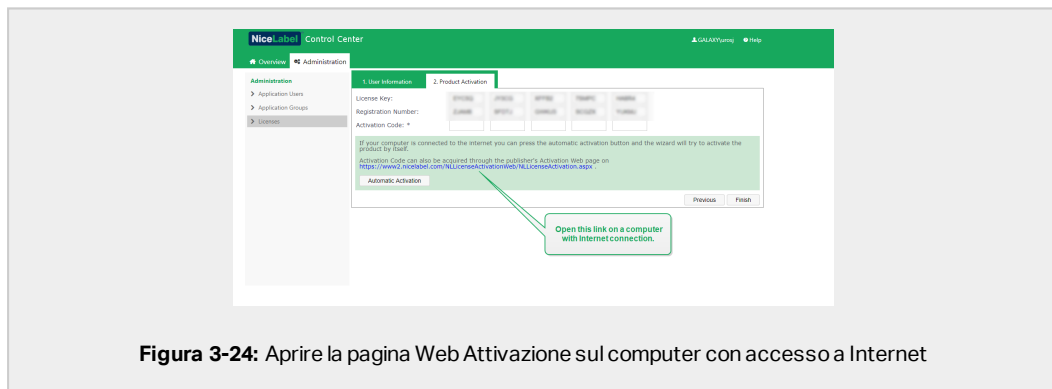 NiceLabel Control Center
GALAXY\urosj Help
Overview Administration
Administration
Application Users
Application Groups
Licenses
1. User Information 2. Product Activation
License Key:
Registration Number:
Activation Code: *
If your computer is connected to the internet you can press the automatic activation button and the wizard will try to activate the
product by itself.
Activation Code can also be acquired through the publisher's Activation Web page on
https://www2.nicelabel.com/NLLicenseActivationWeb/NLLicenseActivation.aspx .
Automatic Activation
Previous Finish
Open this link on a computer
with Internet connection.
Figura 3-24: Aprire la pagina Web Attivazione sul computer con accesso a Internet